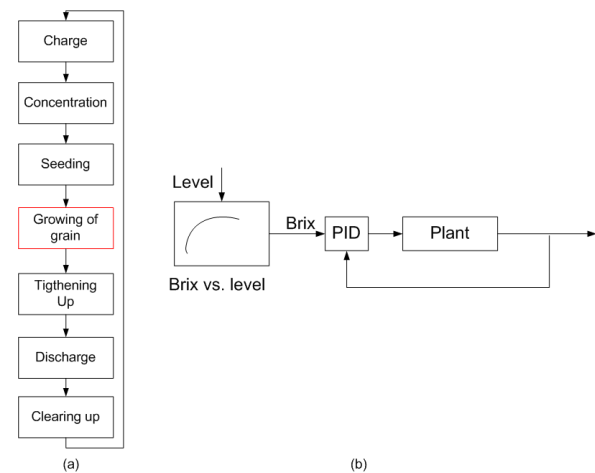 Charge
Concentration
Seeding
Growing of
grain
Tigthening
Up
Discharge
Clearing up
(a)
Level
Brix
PID
Plant
Brix vs. level
(b)